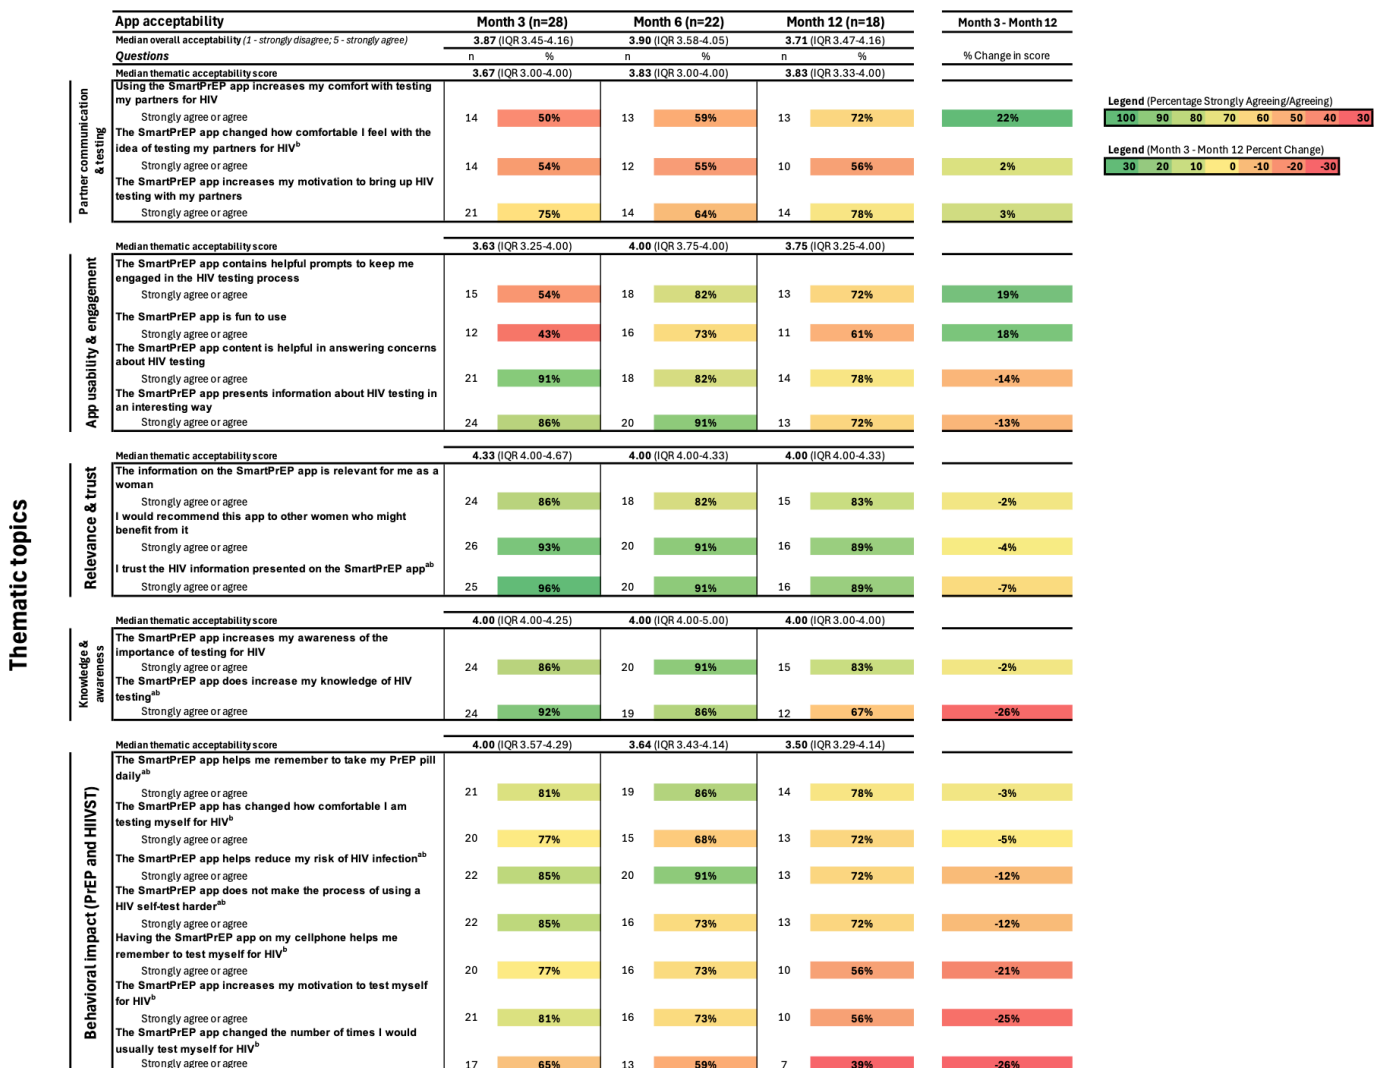 App acceptability Month 3 (n=28) Month 6 (n=22) Month 12 (n=18) Month 3 - Month 12
Median overall acceptability (1 - strongly disagree; 5 - strongly agree) 3.87 (IQR 3.45-4.16) 3.90 (IQR 3.58-4.05) 3.71 (IQR 3.47-4.16)
Questions n % n % n % % Change in score
Median thematic acceptability score 3.67 (IQR 3.00-4.00) 3.83 (IQR 3.00-4.00) 3.83 (IQR 3.33-4.00)
Thematic topics
Partner communication
& testing
Using the SmartPrEP app increases my comfort with testing
my partners for HIV
Strongly agree or agree 14 50% 13 59% 13 72% 22%
The SmartPrEP app changed how comfortable I feel with the
idea of testing my partners for HIVb
Strongly agree or agree 14 54% 12 55% 10 56% 2%
The SmartPrEP app increases my motivation to bring up HIV
testing with my partners
Strongly agree or agree 21 75% 14 64% 14 78% 3%
Legend (Percentage Strongly Agreeing/Agreeing)
100 90 80 70 60 50 40 30
Legend (Month 3 - Month 12 Percent Change)
30 20 10 0 -10 -20 -30
App usability & engagement
Median thematic acceptability score 3.63 (IQR 3.25-4.00) 4.00 (IQR 3.75-4.00) 3.75 (IQR 3.25-4.00)
The SmartPrEP app contains helpful prompts to keep me
engaged in the HIV testing process
Strongly agree or agree 15 54% 18 82% 13 72% 19%
The SmartPrEP app is fun to use
Strongly agree or agree 12 43% 16 73% 11 61% 18%
The SmartPrEP app content is helpful in answering concerns
about HIV testing
Strongly agree or agree 21 91% 18 82% 14 78% -14%
The SmartPrEP app presents information about HIV testing in
an interesting way
Strongly agree or agree 24 86% 20 91% 13 72% -13%
Relevance & trust
Median thematic acceptability score 4.33 (IQR 4.00-4.67) 4.00 (IQR 4.00-4.33) 4.00 (IQR 4.00-4.33)
The information on the SmartPrEP app is relevant for me as a
woman
Strongly agree or agree 24 86% 18 82% 15 83% -2%
I would recommend this app to other women who might
benefit from it
Strongly agree or agree 26 93% 20 91% 16 89% -4%
I trust the HIV information presented on the SmartPrEP appab
Strongly agree or agree 25 96% 20 91% 16 89% -7%
Knowledge &
awareness
Median thematic acceptability score 4.00 (IQR 4.00-4.25) 4.00 (IQR 4.00-5.00) 4.00 (IQR 3.00-4.00)
The SmartPrEP app increases my awareness of the
importance of testing for HIV
Strongly agree or agree 24 86% 20 91% 15 83% -2%
The SmartPrEP app does increase my knowledge of HIV
testingab
Strongly agree or agree 24 92% 19 86% 12 67% -26%
Behavioral impact (PrEP and HIIVST)
Median thematic acceptability score 4.00 (IQR 3.57-4.29) 3.64 (IQR 3.43-4.14) 3.50 (IQR 3.29-4.14)
The SmartPrEP app helps me remember to take my PrEP pill
dailyab
Strongly agree or agree 21 81% 19 86% 14 78% -3%
The SmartPrEP app has changed how comfortable I am
testing myself for HIVb
Strongly agree or agree 20 77% 15 68% 13 72% -5%
The SmartPrEP app helps reduce my risk of HIV infectionab
Strongly agree or agree 22 85% 20 91% 13 72% -12%
The SmartPrEP app does not make the process of using a
HIV self-test harderab
Strongly agree or agree 22 85% 16 73% 13 72% -12%
Having the SmartPrEP app on my cellphone helps me
remember to test myself for HIVb
Strongly agree or agree 20 77% 16 73% 10 56% -21%
The SmartPrEP app increases my motivation to test myself
for HIVb
Strongly agree or agree 21 81% 16 73% 10 56% -25%
The SmartPrEP app changed the number of times I would
usually test myself for HIVb
Strongly agree or agree 17 65% 13 59% 7 39% -26%